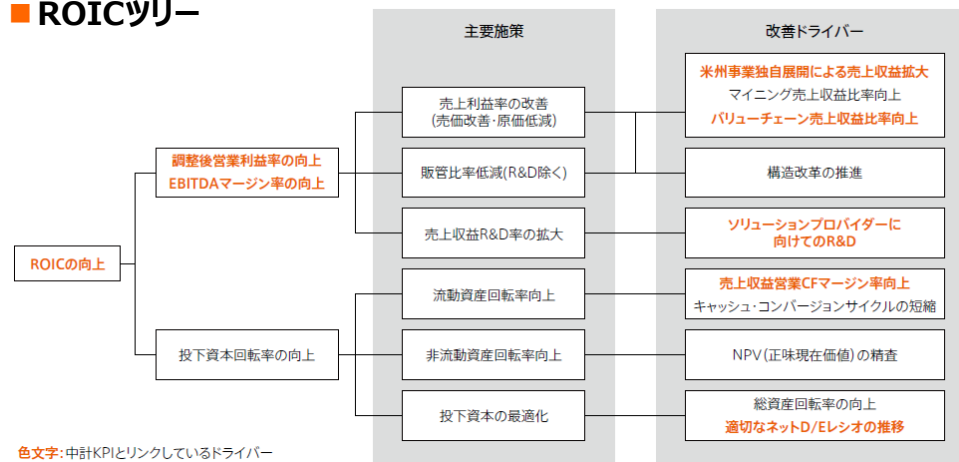 ■ ROICツリー
主要施策
改善ドライバー
ROICの向上
調整後営業利益率の向上
EBITDAマージン率の向上
投下資本回転率の向上
売上利益率の改善
(売価改善・原価低減)
販管比率低減(R&D除く)
売上収益R&D率の拡大
流動資産回転率向上
非流動資産回転率向上
投下資本の最適化
米州事業独自展開による売上収益拡大
マイニング売上収益比率向上
バリューチェーン売上収益比率向上
構造改革の推進
ソリューションプロバイダーに
向けてのR&D
売上収益営業CFマージン率向上
キャッシュ・コンバージョンサイクルの短縮
NPV(正味現在価値)の精査
総資産回転率の向上
適切なネットD/Eレシオの推移
色文字:中計KPIとリンクしているドライバー